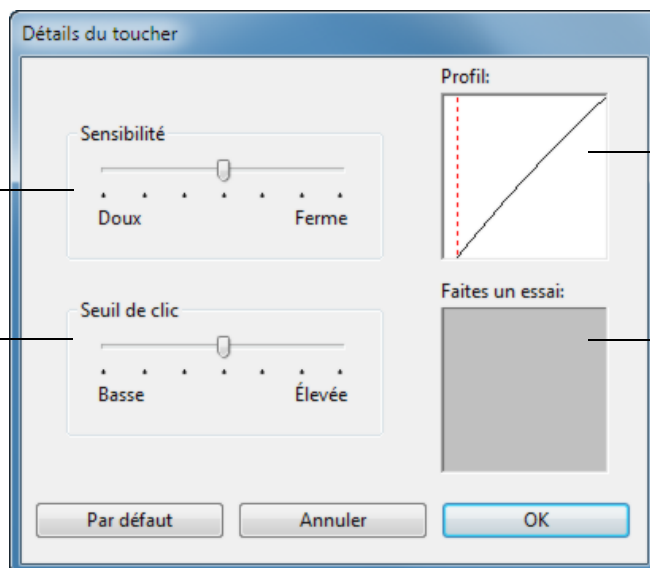 Détails du toucher
Profil:
Sensibilité
Doux Ferme
Faites un essai:
Seuil de clic
Basse Élevée
Par défaut Annuler OK